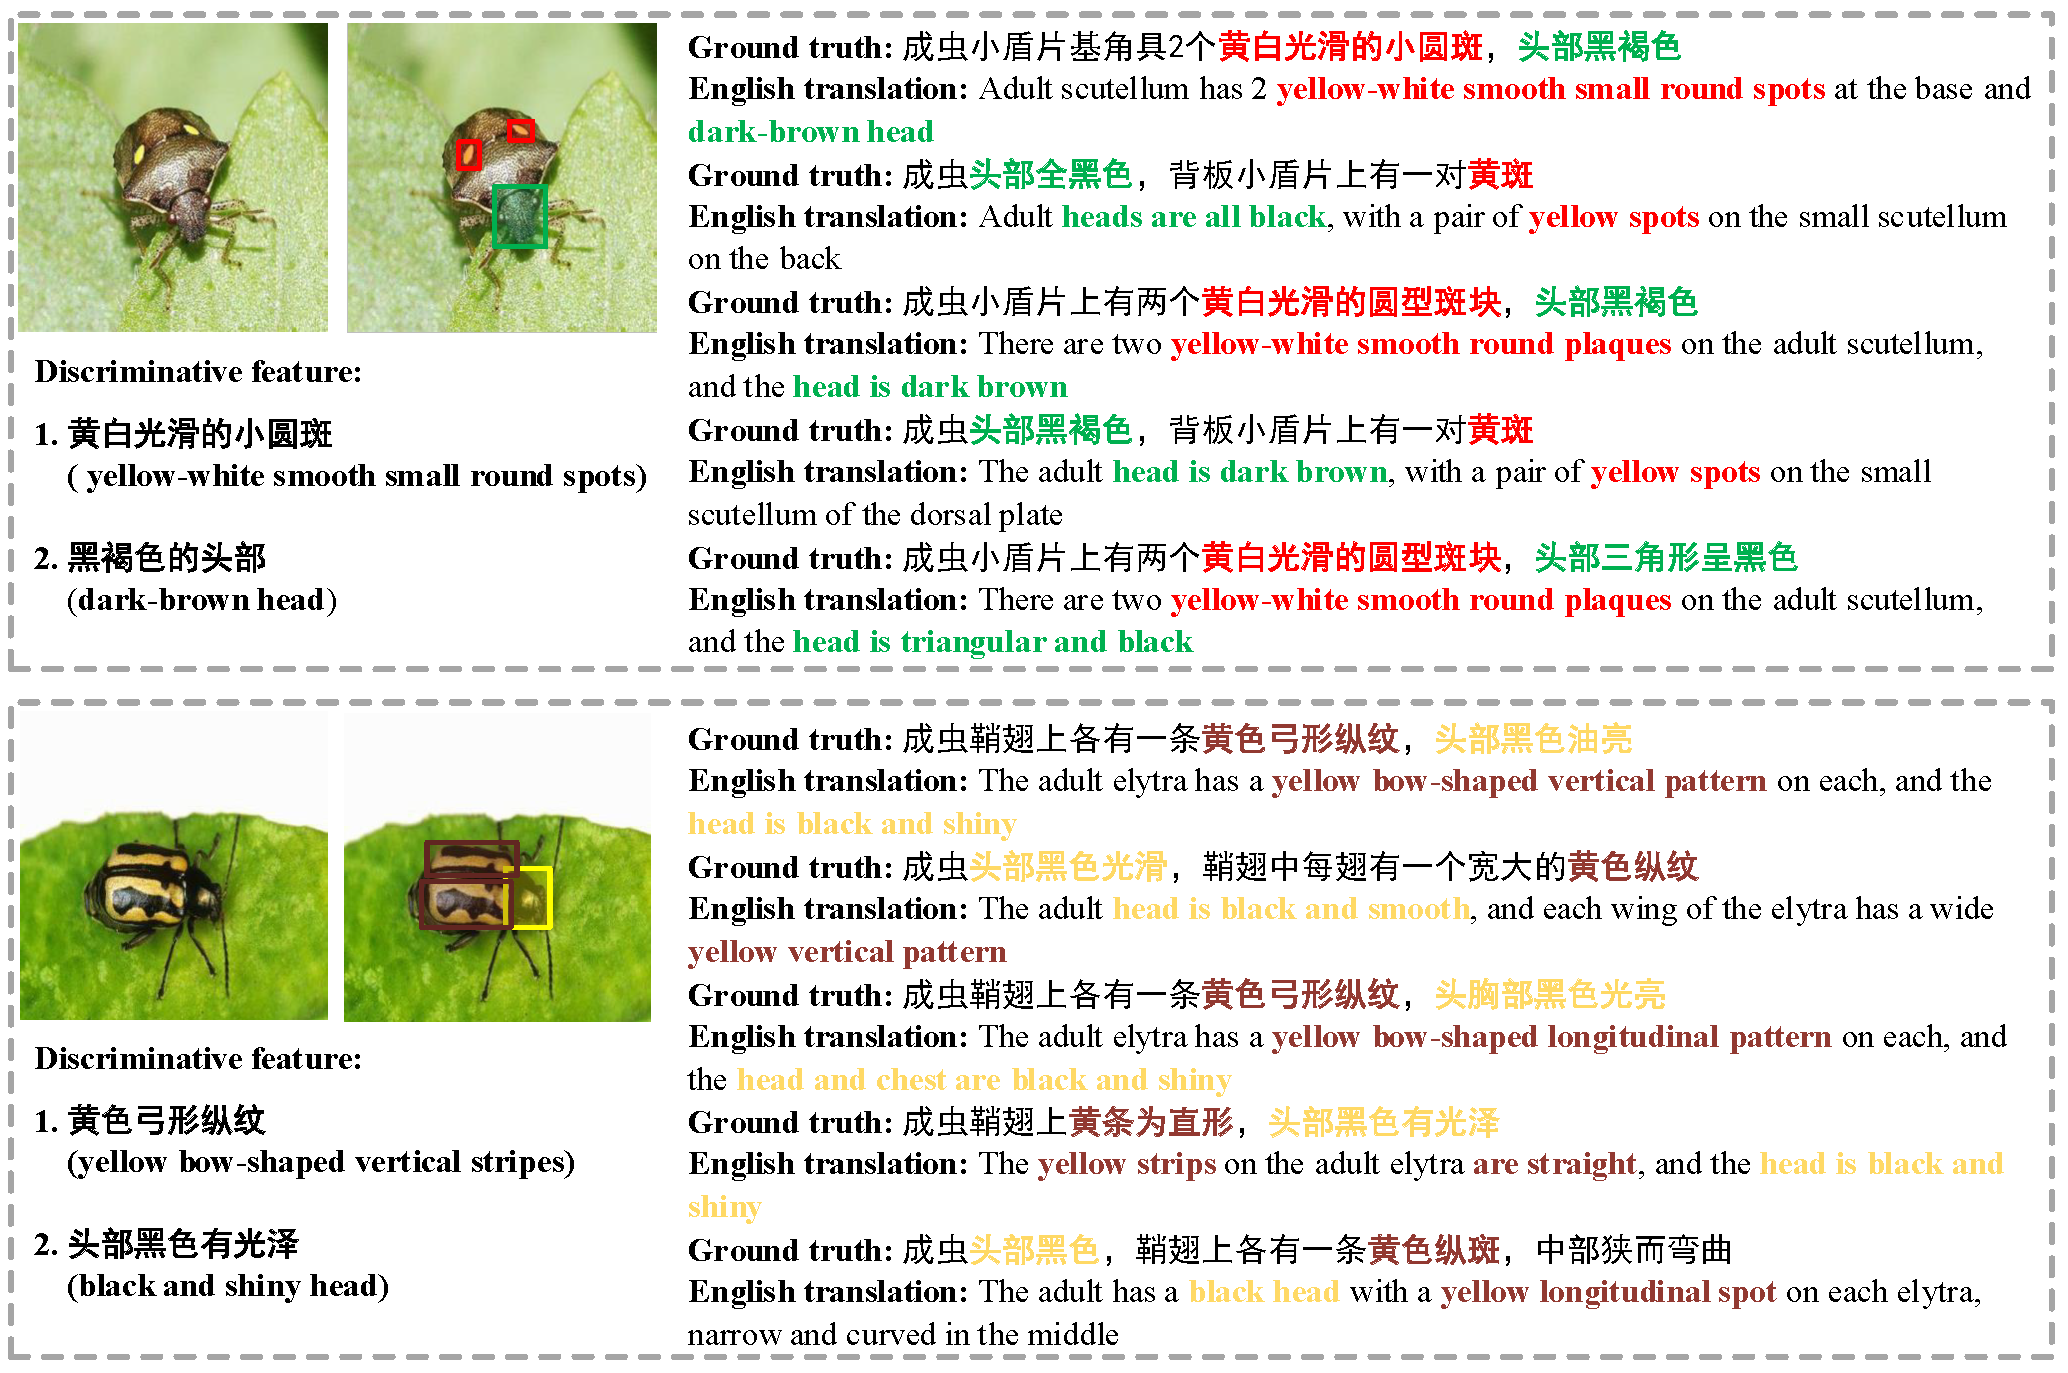 Ground truth: 成虫小盾片基角具2个黄白光滑的小圆斑，头部黑褐色
English translation: Adult scutellum has 2 yellow-white smooth small round spots at the base and
dark-brown head
Ground truth: 成虫头部全黑色，背板小盾片上有一对黄斑
English translation: Adult heads are all black, with a pair of yellow spots on the small scutellum
on the back
Ground truth: 成虫小盾片上有两个黄白光滑的圆型斑块，头部黑褐色
English translation: There are two yellow-white smooth round plaques on the adult scutellum,
and the head is dark brown
Ground truth: 成虫头部黑褐色，背板小盾片上有一对黄斑
English translation: The adult head is dark brown, with a pair of yellow spots on the small
scutellum of the dorsal plate
Ground truth: 成虫小盾片上有两个黄白光滑的圆型斑块，头部三角形呈黑色
English translation: There are two yellow-white smooth round plaques on the adult scutellum,
and the head is triangular and black
Discriminative feature:
1. 黄白光滑的小圆斑
( yellow-white smooth small round spots)
2. 黑褐色的头部
(dark-brown head)
Ground truth: 成虫鞘翅上各有一条黄色弓形纵纹，头部黑色油亮
English translation: The adult elytra has a yellow bow-shaped vertical pattern on each, and the
head is black and shiny
Ground truth: 成虫头部黑色光滑，鞘翅中每翅有一个宽大的黄色纵纹
English translation: The adult head is black and smooth, and each wing of the elytra has a wide
yellow vertical pattern
Ground truth: 成虫鞘翅上各有一条黄色弓形纵纹，头胸部黑色光亮
English translation: The adult elytra has a yellow bow-shaped longitudinal pattern on each, and
the head and chest are black and shiny
Ground truth: 成虫鞘翅上黄条为直形，头部黑色有光泽
English translation: The yellow strips on the adult elytra are straight, and the head is black and
shiny
Ground truth: 成虫头部黑色，鞘翅上各有一条黄色纵斑，中部狭而弯曲
English translation: The adult has a black head with a yellow longitudinal spot on each elytra,
narrow and curved in the middle
Discriminative feature:
1. 黄色弓形纵纹
(yellow bow-shaped vertical stripes)
2. 头部黑色有光泽
(black and shiny head)